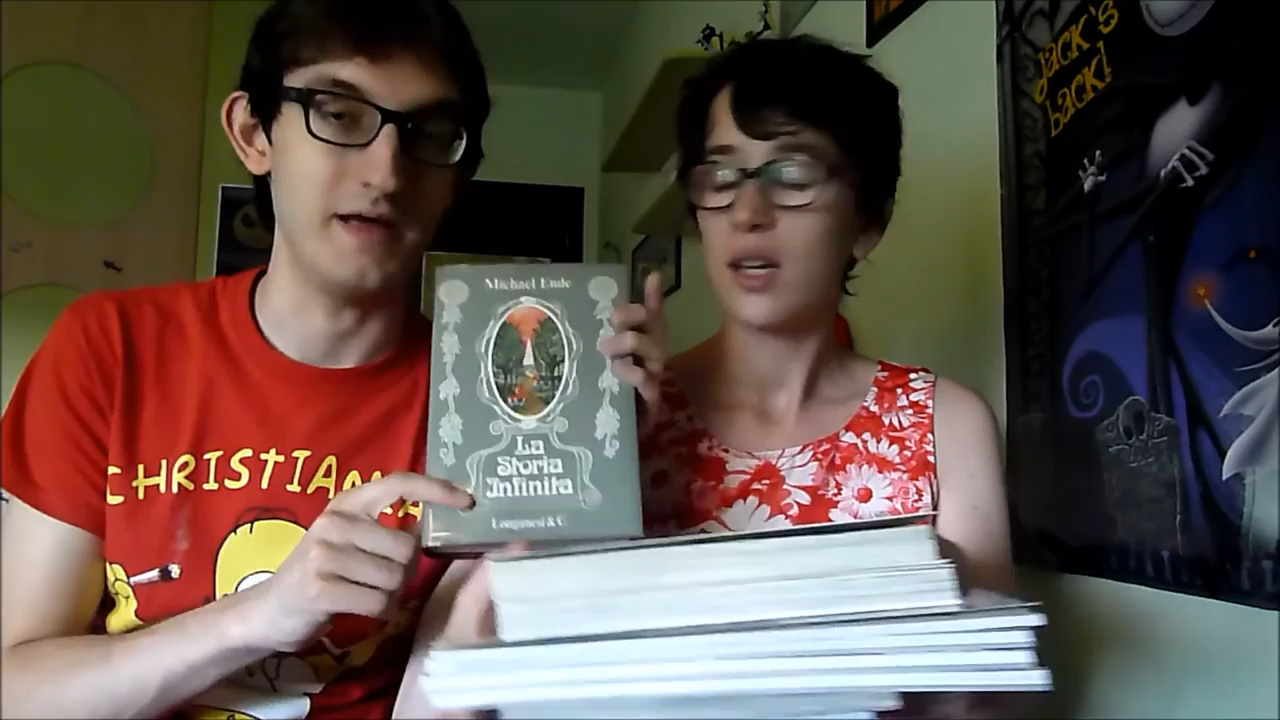 Jack's
back!
Michael Ende
La
Storia
Infinita
Longanesi & C.
CHRISTIAN